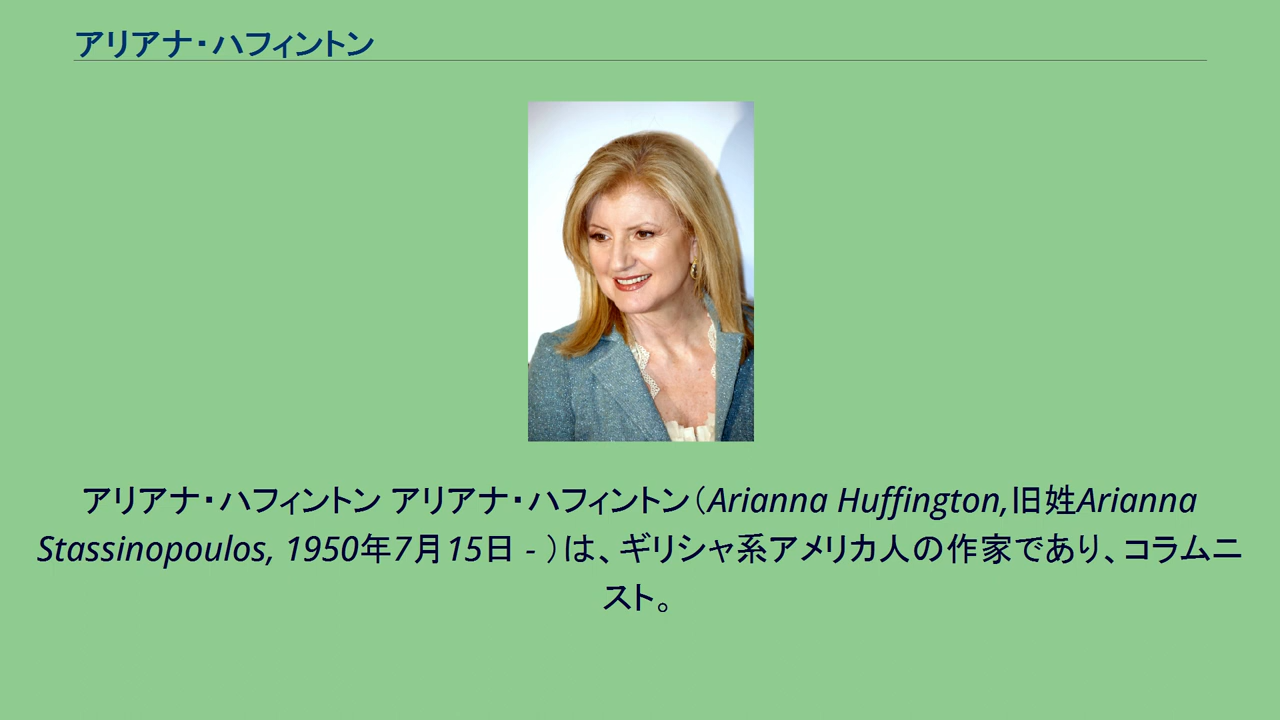 アリアナ・ハフィントン
アリアナ・ハフィントン アリアナ・ハフィントン（Arianna Huffington,旧姓Arianna
Stassinopoulos, 1950年7月15日 - ）は、ギリシャ系アメリカ人の作家であり、コラムニ
スト。